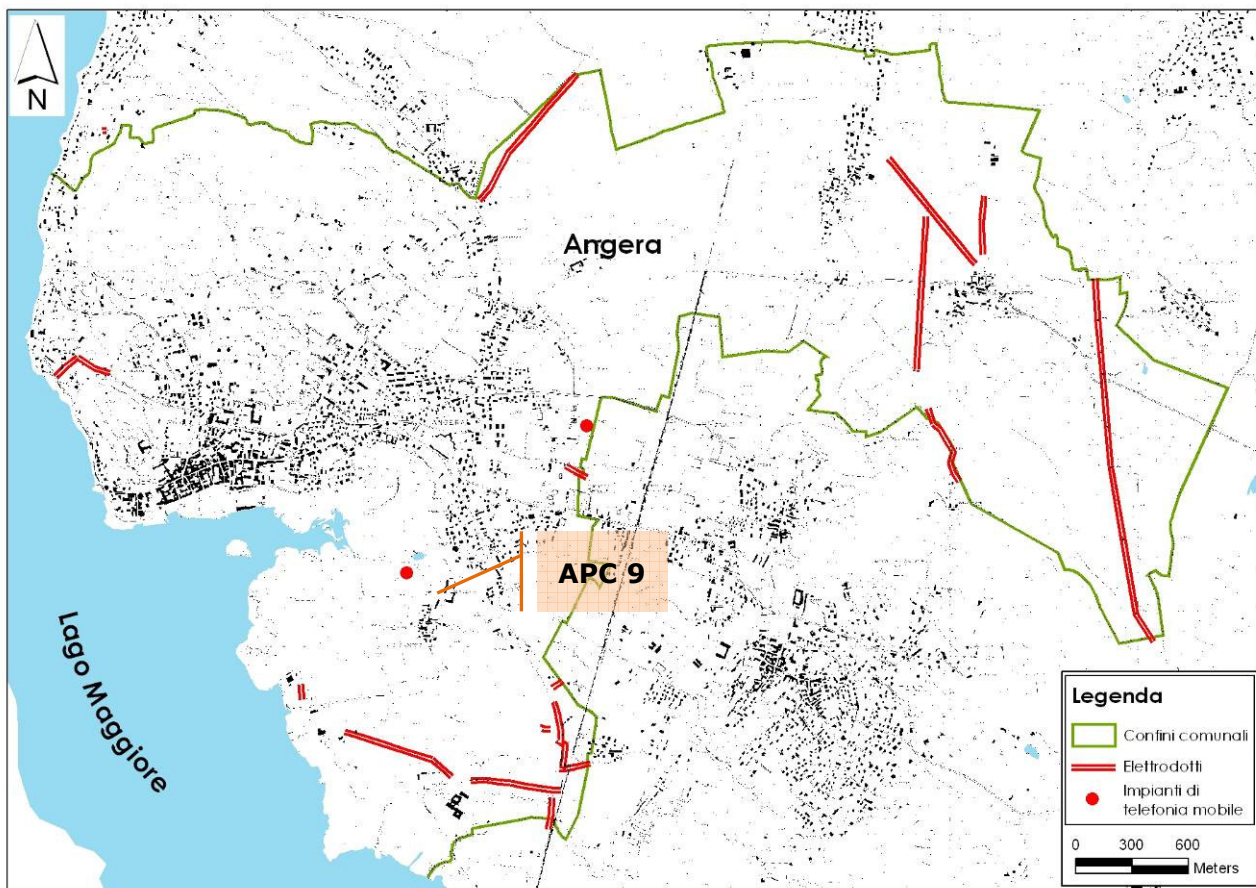 N
Angera
APC 9
Lago Maggiore
Legenda
Confini comunali
Elettrodotti
Impianti di
telefonia mobile
0 300 600
Meters